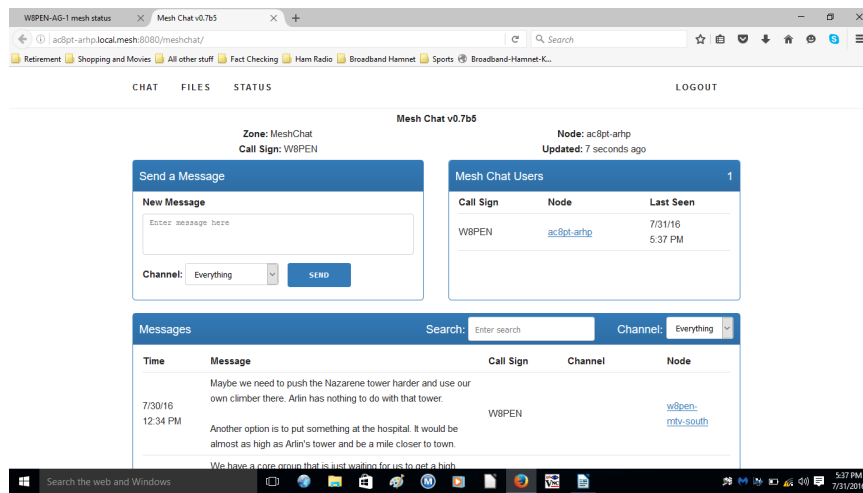 W8PEN-AG-1 mesh status
Mesh Chat v0.7b5
ac8pt-arhp.local.mesh:8080/meshchat/
Search
Retirement Shopping and Movies All other stuff Fact Checking Ham Radio Broadband Hamnet Sports Broadband-Hamnet-K...
CHAT FILES STATUS LOGOUT
Mesh Chat v0.7b5
Zone: MeshChat Node: ac8pt-arhp
Call Sign: W8PEN Updated: 7 seconds ago
Send a Message
New Message
Enter message here
Channel: Everything SEND
Mesh Chat Users 1
Call Sign Node Last Seen
W8PEN ac8pt-arhp 7/31/16
5:37 PM
Messages Search: Enter search Channel: Everything
Time Message Call Sign Channel Node
7/30/16
12:34 PM
Maybe we need to push the Nazarene tower harder and use our
own climber there. Arlin has nothing to do with that tower.
Another option is to put something at the hospital. It would be
almost as high as Arlin's tower and be a mile closer to town.
W8PEN
w8pen-
mtv-south
We have a core group that is just waiting for us to get a high
Search the web and Windows
5:37 PM
7/31/201